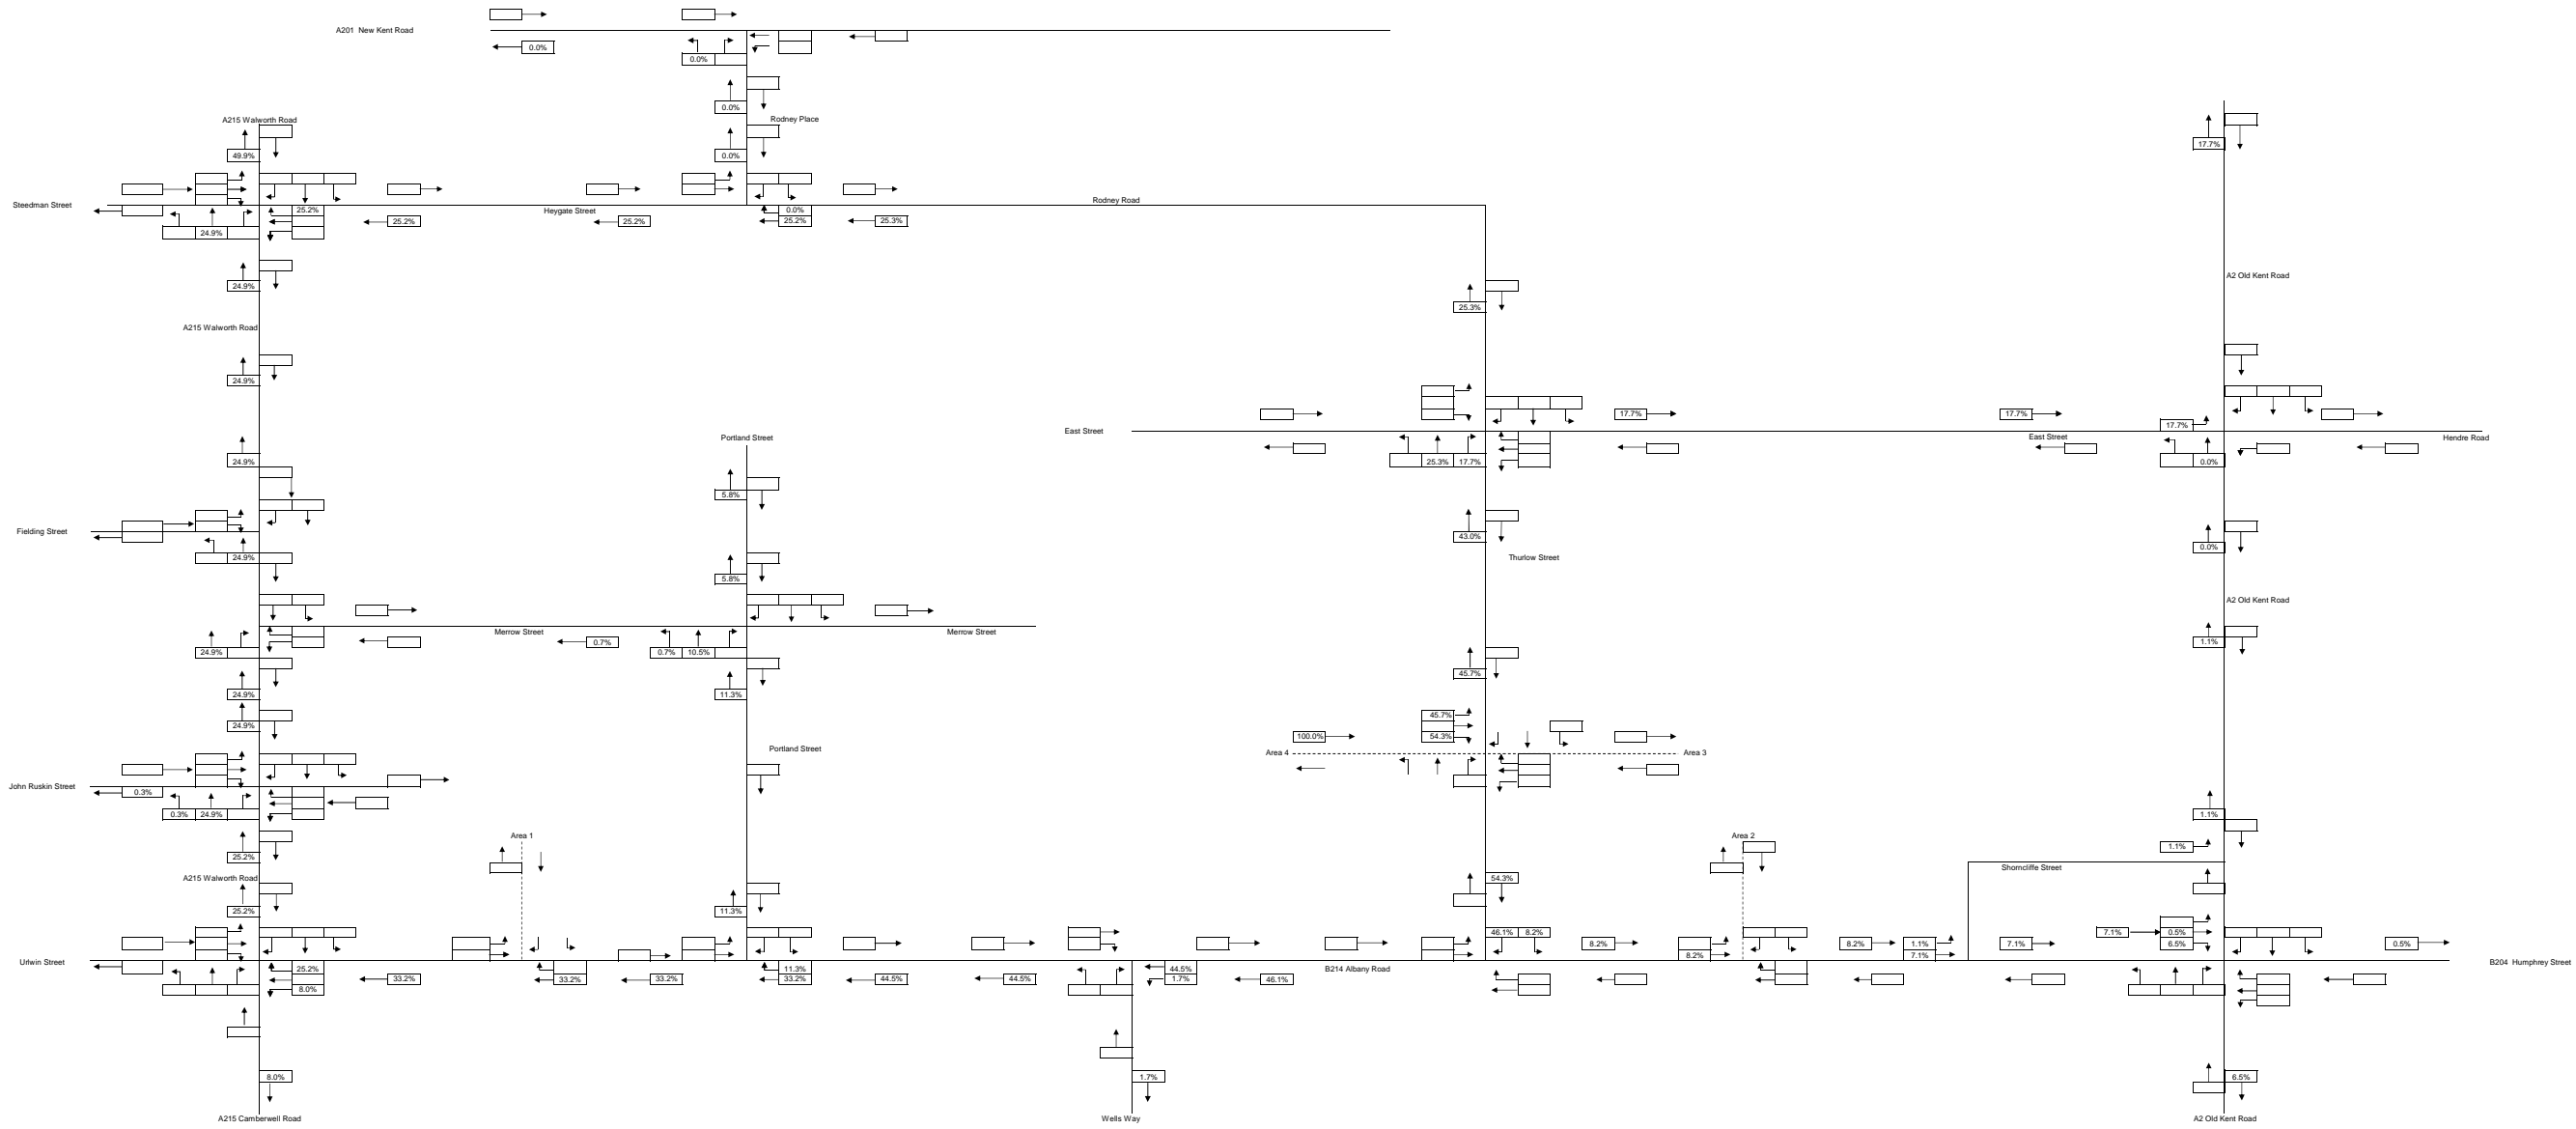 A201 New Kent Road
0.0%
0.0%
0.0%
A215 Walworth Road
Rodney Place
49.9%
0.0%
17.7%
Steedman Street
25.2%
Heygate Street
Rodney Road
0.0%
24.9%
25.2%
25.2%
25.2%
25.3%
24.9%
25.3%
A2 Old Kent Road
A215 Walworth Road
24.9%
17.7%
17.7%
17.7%
East Street
East Street
Hendre Road
Portland Street
24.9%
25.3%
17.7%
0.0%
5.8%
Fielding Street
24.9%
43.0%
0.0%
Thurlow Street
5.8%
A2 Old Kent Road
Merrow Street
0.7%
Merrow Street
1.1%
24.9%
0.7%
10.5%
45.7%
24.9%
11.3%
24.9%
45.7%
100.0%
54.3%
Portland Street
Area 4
Area 3
John Ruskin Street
0.3%
0.3%
24.9%
1.1%
Area 1
Area 2
1.1%
25.2%
Shorncliffe Street
A215 Walworth Road
54.3%
25.2%
11.3%
46.1%
8.2%
7.1%
0.5%
8.2%
8.2%
1.1%
7.1%
6.5%
0.5%
8.2%
7.1%
Urlwin Street
25.2%
11.3%
44.5%
B214 Albany Road
B204 Humphrey Street
33.2%
33.2%
33.2%
33.2%
44.5%
44.5%
1.7%
46.1%
8.0%
8.0%
1.7%
6.5%
A215 Camberwell Road
Wells Way
A2 Old Kent Road